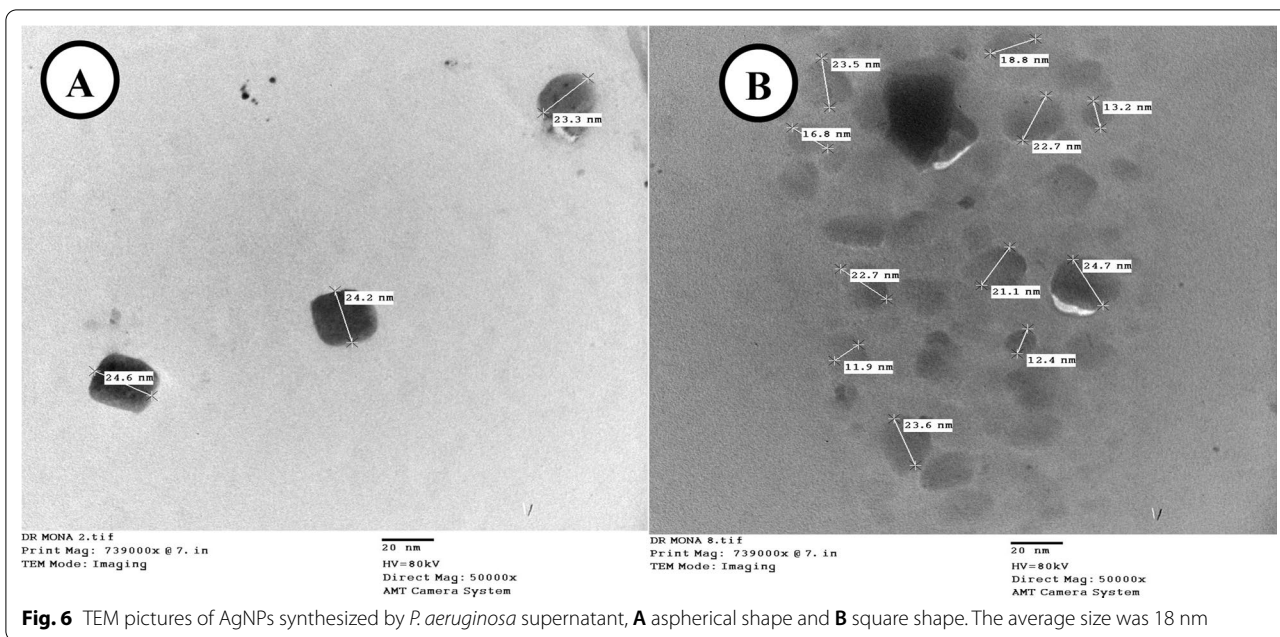 A
23.3 nm
24.2 nm
24.6 nm
DR MONA 2.tif
Print Mag: 739000x @ 7. in
TEM Mode: Imaging
20 nm
HV=80kV
Direct Mag: 50000x
AMT Camera System
B
18.8 nm
23.5 nm
13.2 nm
16.8 nm
22.7 nm
22.7 nm
21.1 nm
24.7 nm
11.9 nm
12.4 nm
23.6 nm
DR MONA 8.tif
Print Mag: 739000x @ 7. in
TEM Mode: Imaging
20 nm
HV=80kV
Direct Mag: 50000x
AMT Camera System
Fig. 6 TEM pictures of AgNPs synthesized by P. aeruginosa supernatant, A aspherical shape and B square shape. The average size was 18 nm